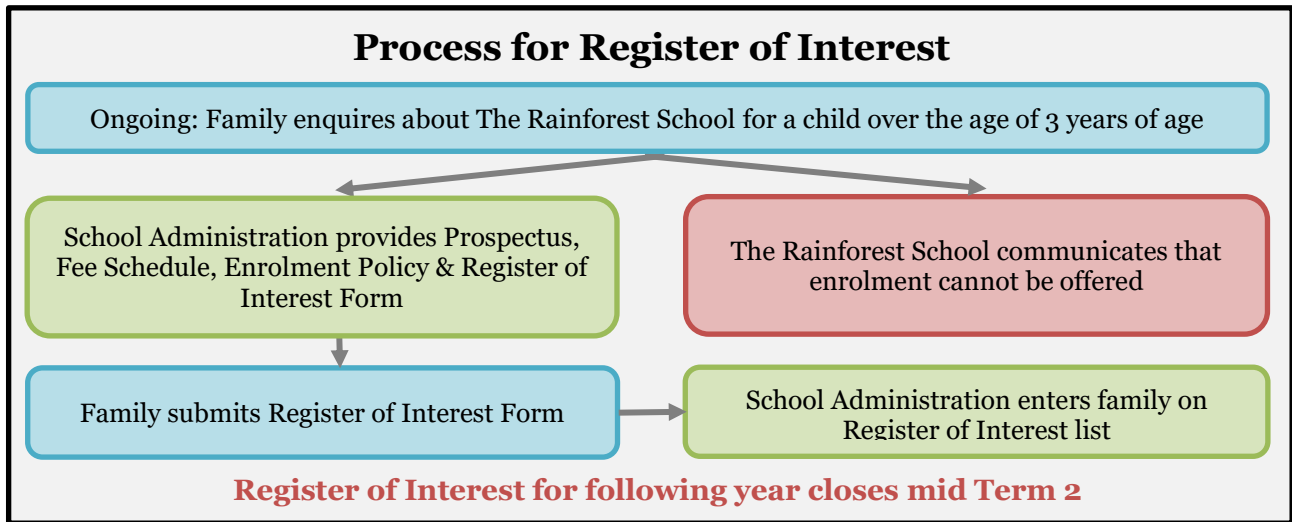 Process for Register of Interest
Ongoing: Family enquires about The Rainforest School for a child over the age of 3 years of age
School Administration provides Prospectus,
Fee Schedule, Enrolment Policy & Register of
Interest Form
The Rainforest School communicates that
enrolment cannot be offered
Family submits Register of Interest Form
School Administration enters family on
Register of Interest list
Register of Interest for following year closes mid Term 2